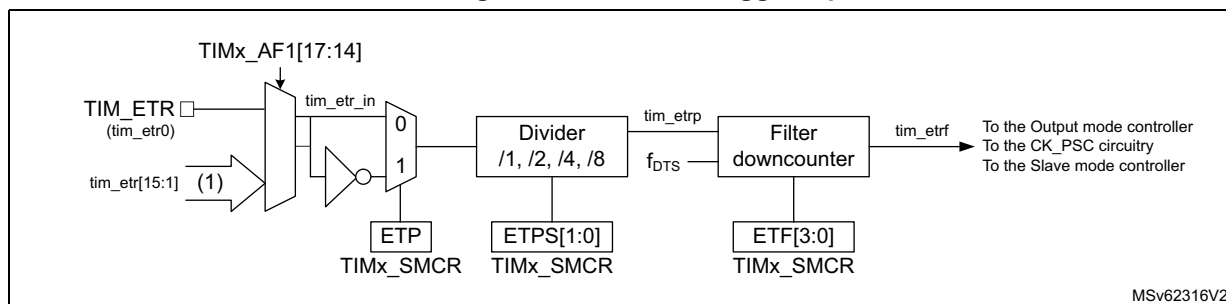 TIMx_AF1[17:14]
TIM_ETR
(tim_etr0)
tim_etr_in
tim_etr[15:1]
(1)
0
1
ETP
TIMx_SMCR
Divider
/1, /2, /4, /8
ETPS[1:0]
TIMx_SMCR
tim_etrp
fDTS
Filter
downcounter
ETF[3:0]
TIMx_SMCR
tim_etrf
To the Output mode controller
To the CK_PSC circuitry
To the Slave mode controller
MSv62316V2